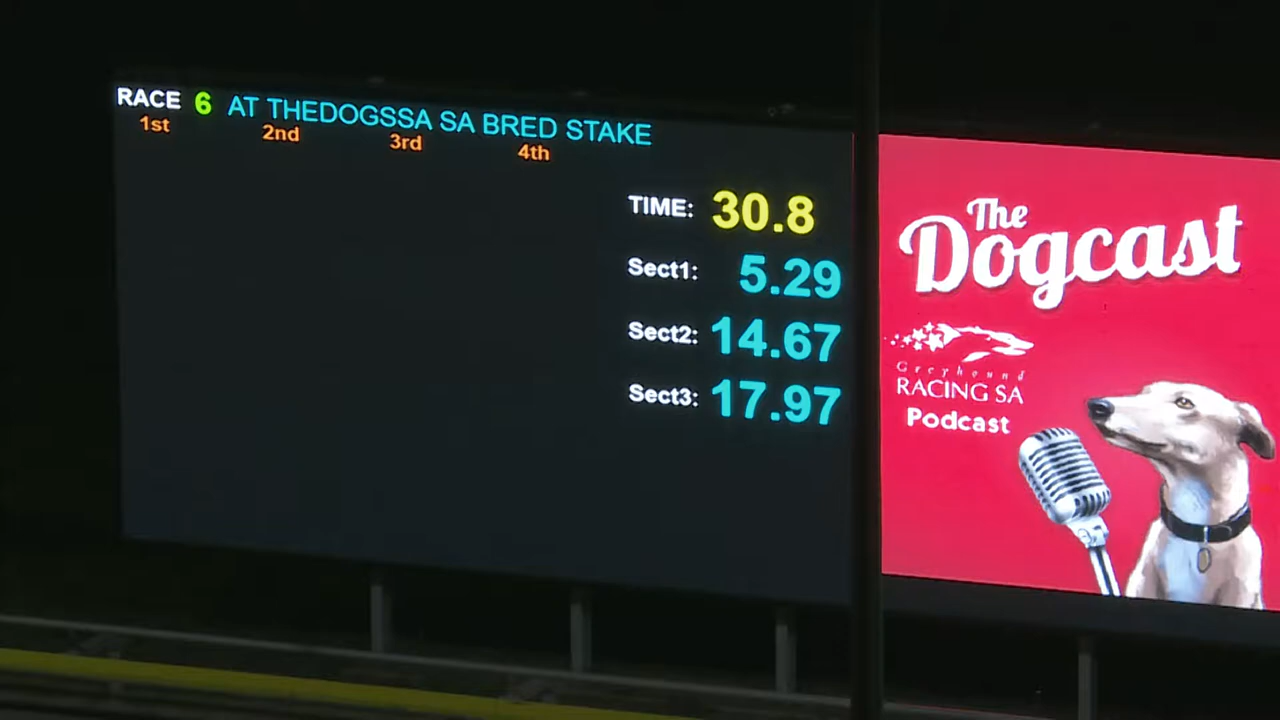 RACE 6 AT THEDOGSSA SA BRED STAKE
1st 2nd 3rd 4th
TIME: 30.8
Sect1: 5.29
Sect2: 14.67
Sect3: 17.97
The
Dogcast
Greyhound
RACING SA
Podcast